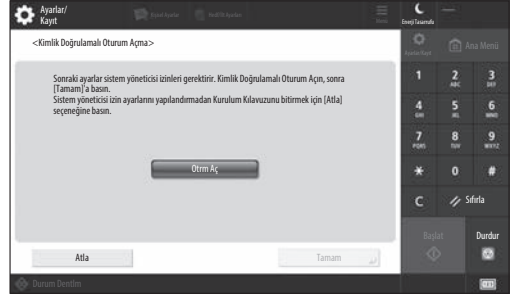 Ayarlar/
Kayıt
Enerji Tasarrufu
<Kimlik Doğrulamalı Oturum Açma>
Ayarlar/Kayıt
Ana Menü
Sonraki ayarlar sistem yöneticisi izinleri gerektirir. Kimlik Doğrulamalı Oturum Açın, sonra
[Tamam]'a basın.
Sistem yöneticisi izin ayarlarını yapılandırmadan Kurulum Kılavuzunu bitirmek için [Atla]
seçeneğine basın.
Otrm Aç
1 2 3
ABC DEF
4 5 6
GHI JKL MNO
7 8 9
PQRS TUV WXYZ
* 0 #
C Sıfırla
Başlat Durdur
Atla Tamam
Durum Denetim